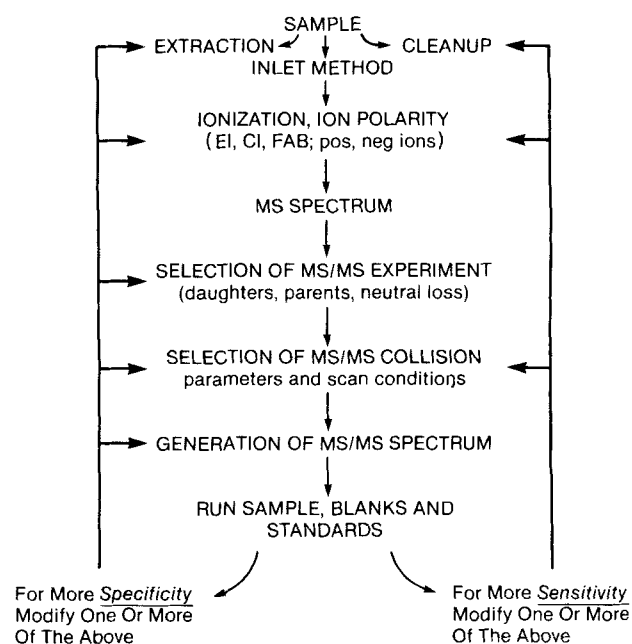 SAMPLE
EXTRACTION
CLEANUP
INLET METHOD
IONIZATION, ION POLARITY
(EI, CI, FAB; pos, neg ions)
MS SPECTRUM
SELECTION OF MS/MS EXPERIMENT
(daughters, parents, neutral loss)
SELECTION OF MS/MS COLLISION
parameters and scan conditions
GENERATION OF MS/MS SPECTRUM
RUN SAMPLE, BLANKS AND
STANDARDS
For More Specificity
Modify One Or More
Of The Above
For More Sensitivity
Modify One Or More
Of The Above